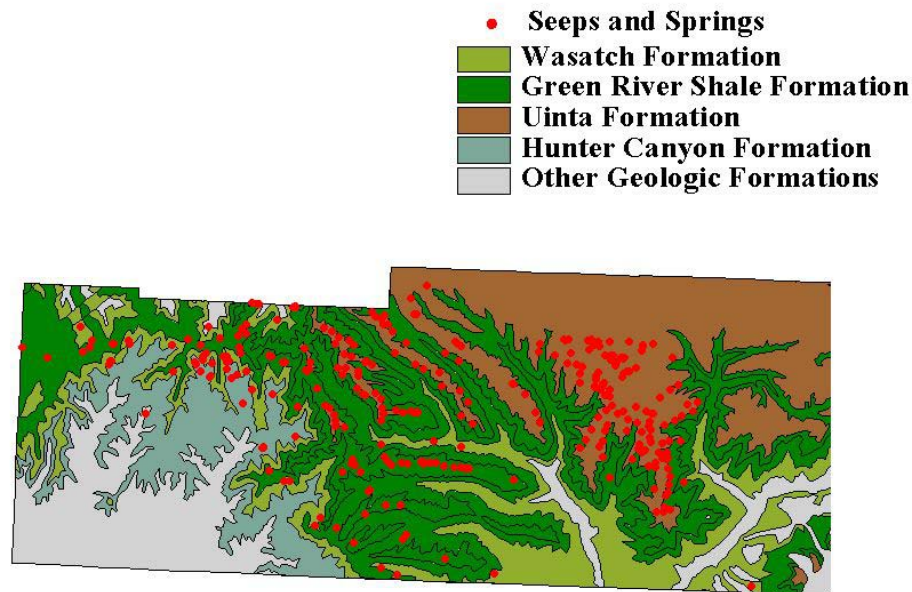 Seeps and Springs
Wasatch Formation
Green River Shale Formation
Uinta Formation
Hunter Canyon Formation
Other Geologic Formations